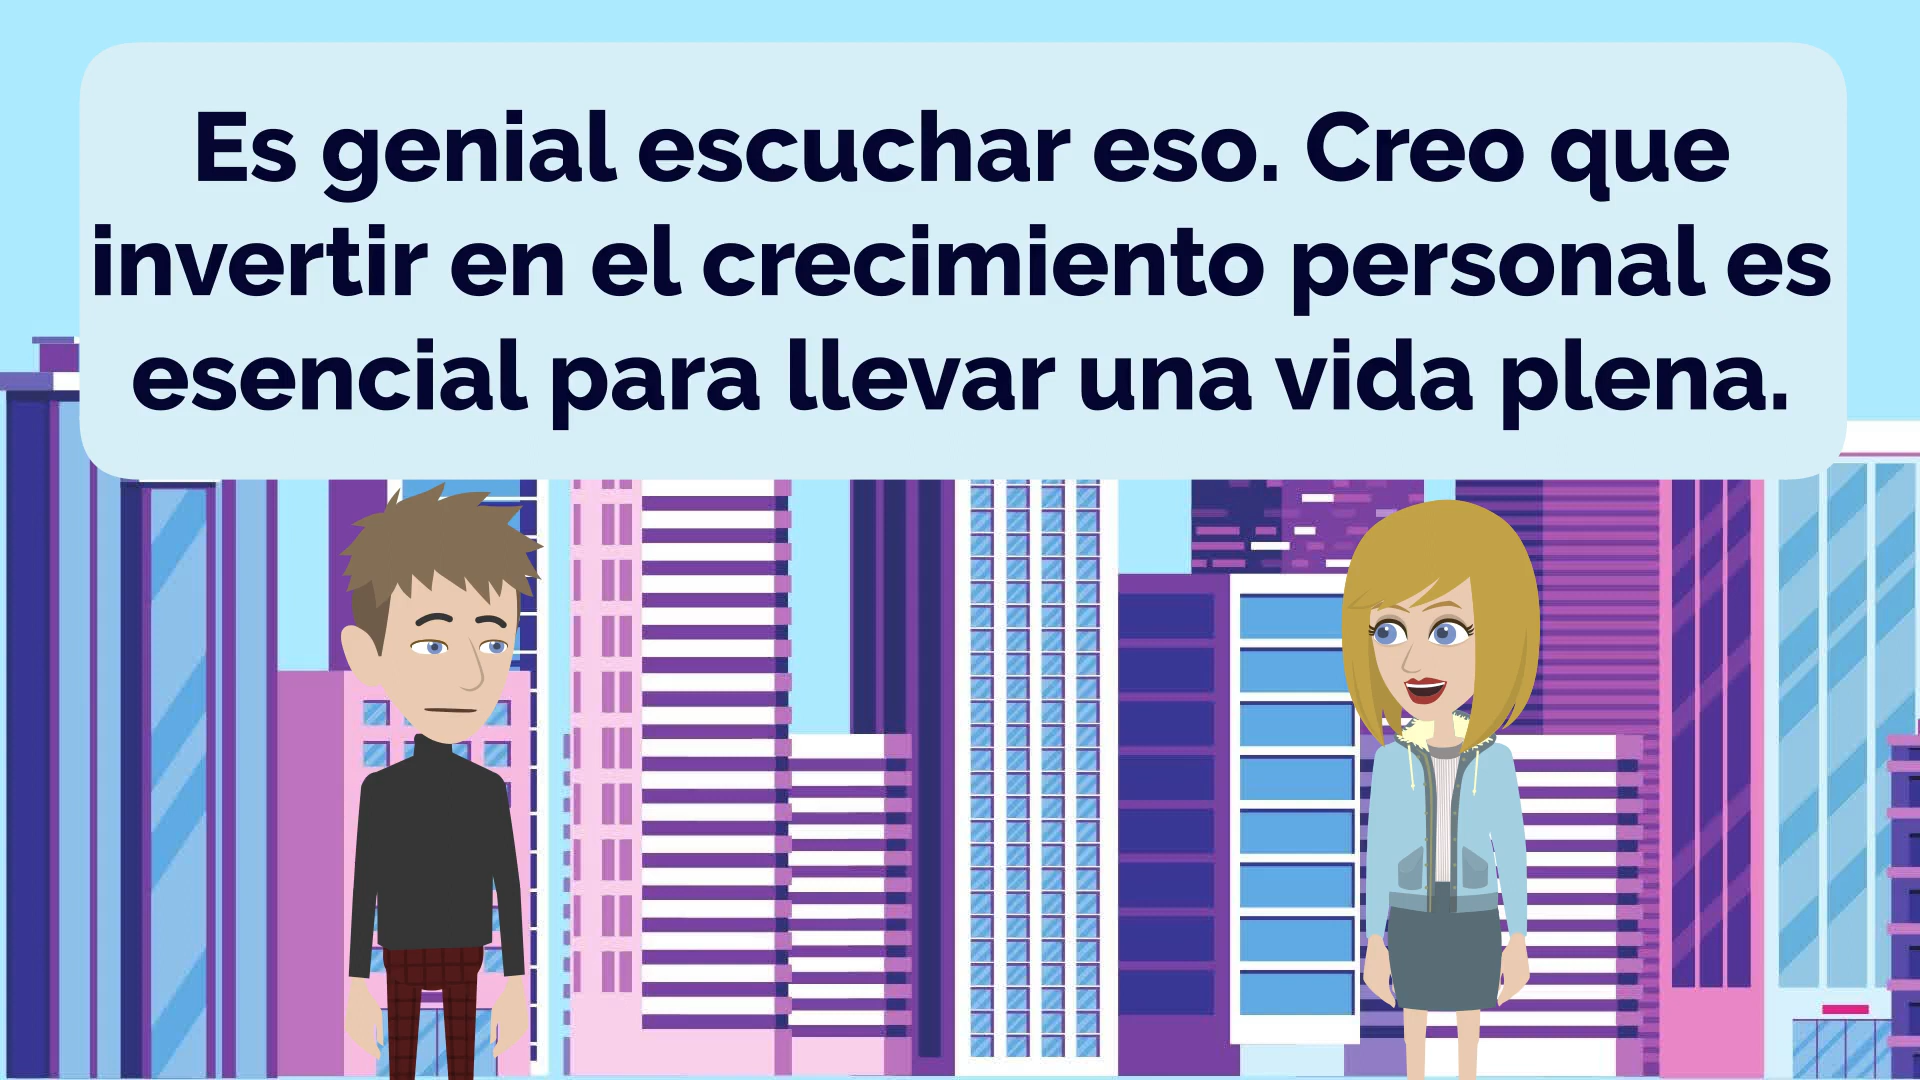 Es genial escuchar eso. Creo que
invertir en el crecimiento personal es
esencial para llevar una vida plena.